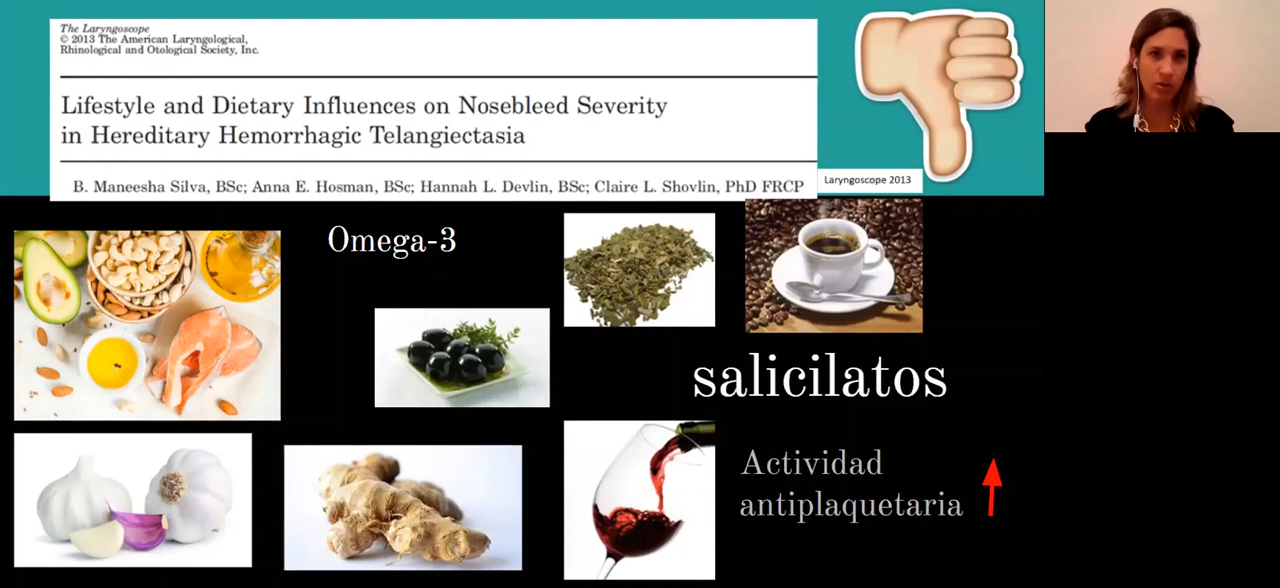 The Laryngoscope
© 2013 The American Laryngological,
Rhinological and Otological Society, Inc.
Lifestyle and Dietary Influences on Nosebleed Severity
in Hereditary Hemorrhagic Telangiectasia
B. Maneesha Silva, BSc; Anna E. Hosman, BSc; Hannah L. Devlin, BSc; Claire L. Shovlin, PhD FRCP
Laryngoscope 2013
Omega-3
salicilatos
Actividad
antiplaquetaria